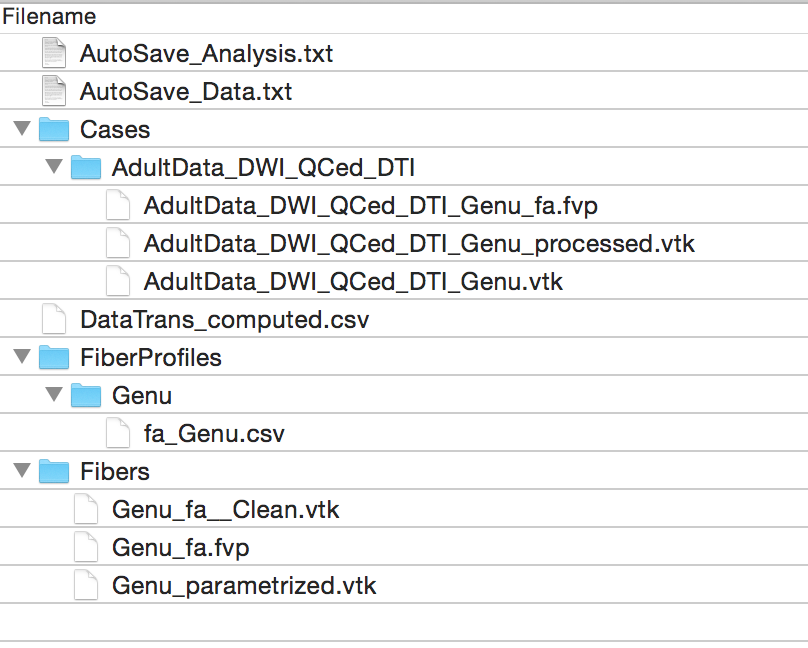 Filename
AutoSave_Analysis.txt
AutoSave_Data.txt
Cases
AdultData_DWI_QCed_DTI
AdultData_DWI_QCed_DTI_Genu_fa.fvp
AdultData_DWI_QCed_DTI_Genu_processed.vtk
AdultData_DWI_QCed_DTI_Genu.vtk
DataTrans_computed.csv
FiberProfiles
Genu
fa_Genu.csv
Fibers
Genu_fa__Clean.vtk
Genu_fa.fvp
Genu_parametrized.vtk